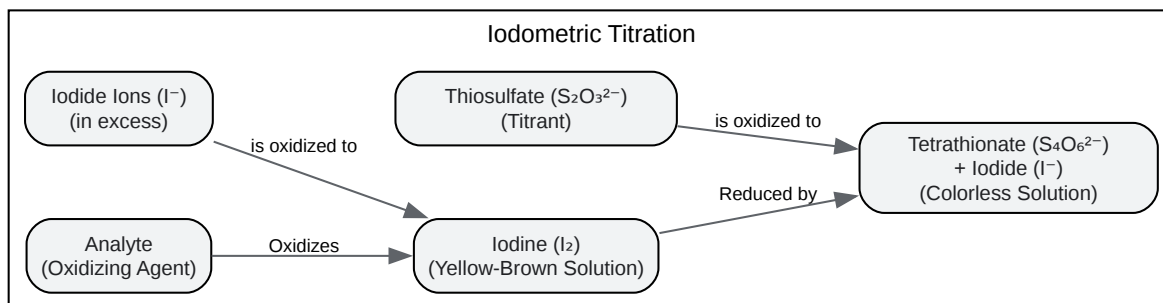 Iodometric Titration
Iodide Ions (I⁻)
(in excess)
Thiosulfate (S₂O₃²⁻)
(Titrant)
is oxidized to
is oxidized to
Tetrathionate (S₄O₆²⁻)
+ Iodide (I⁻)
(Colorless Solution)
Reduced by
Analyte
(Oxidizing Agent)
Oxidizes
Iodine (I₂)
(Yellow-Brown Solution)